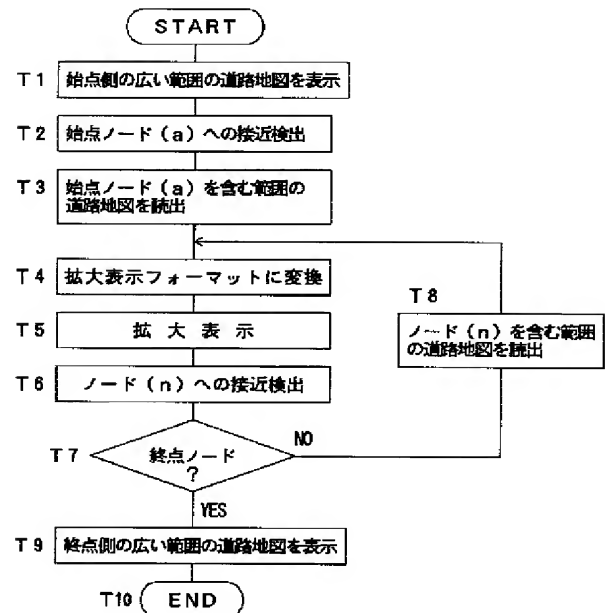 START
T1 始点側の広い範囲の道路地図を表示
T2 始点ノード(a)への接近検出
T3 始点ノード(a)を含む範囲の
道路地図を読出
T4 拡大表示フォーマットに変換
T8
T5 拡大表示
ノード(n)を含む範囲
の道路地図を読出
T6 ノード(n)への接近検出
T7 終点ノード
?
NO
YES
T9 終点側の広い範囲の道路地図を表示
T10 END